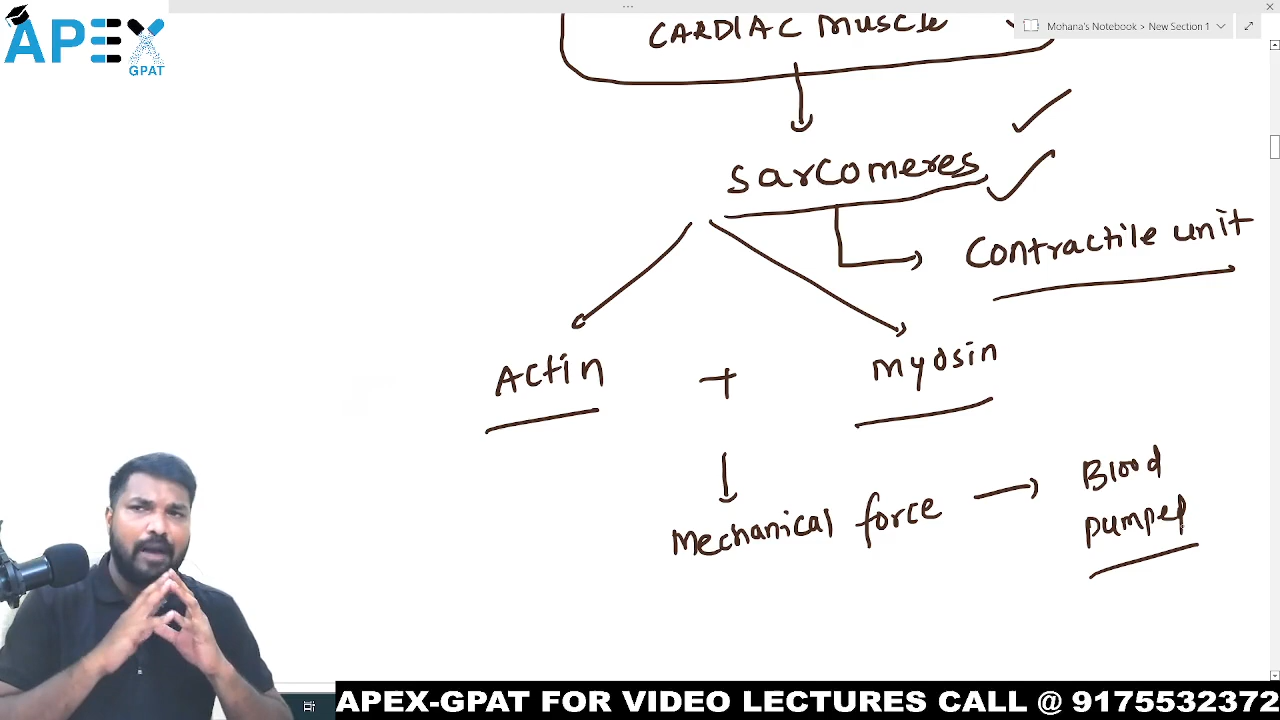 APEX
GPAT
Mohana's Notebook > New Section 1
CARDIAC muscle
sarcomeres
Contractile unit
Actin + myosin
Mechanical force → Blood
pumped
APEX-GPAT FOR VIDEO LECTURES CALL @ 9175532372